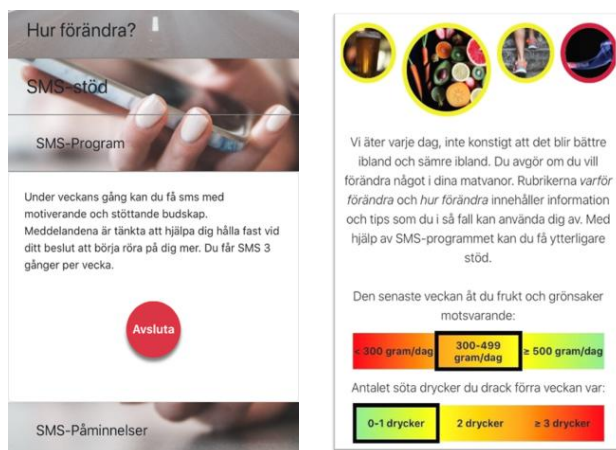 Hur förändra?
SMS-stöd
SMS-Program
Under veckans gång kan du få sms med
motiverande och stöttande budskap.
Meddelandena är tänkta att hjälpa dig hålla fast vid
ditt beslut att börja röra på dig mer. Du får SMS 3
gånger per vecka.
Avsluta
SMS-Påminnelser
Vi äter varje dag, inte konstigt att det blir bättre
ibland och sämre ibland. Du avgör om du vill
förändra något i dina matvanor. Rubrikerna varför
förändra och hur förändra innehåller information
och tips som du i så fall kan använda dig av. Med
hjälp av SMS-programmet kan du få ytterligare
stöd.
Den senaste veckan åt du frukt och grönsaker
motsvarande:
< 300 gram/dag
300-499
gram/dag
≥ 500 gram/dag
Antalet söta drycker du drack förra veckan var:
0-1 drycker
2 drycker
≥ 3 drycker